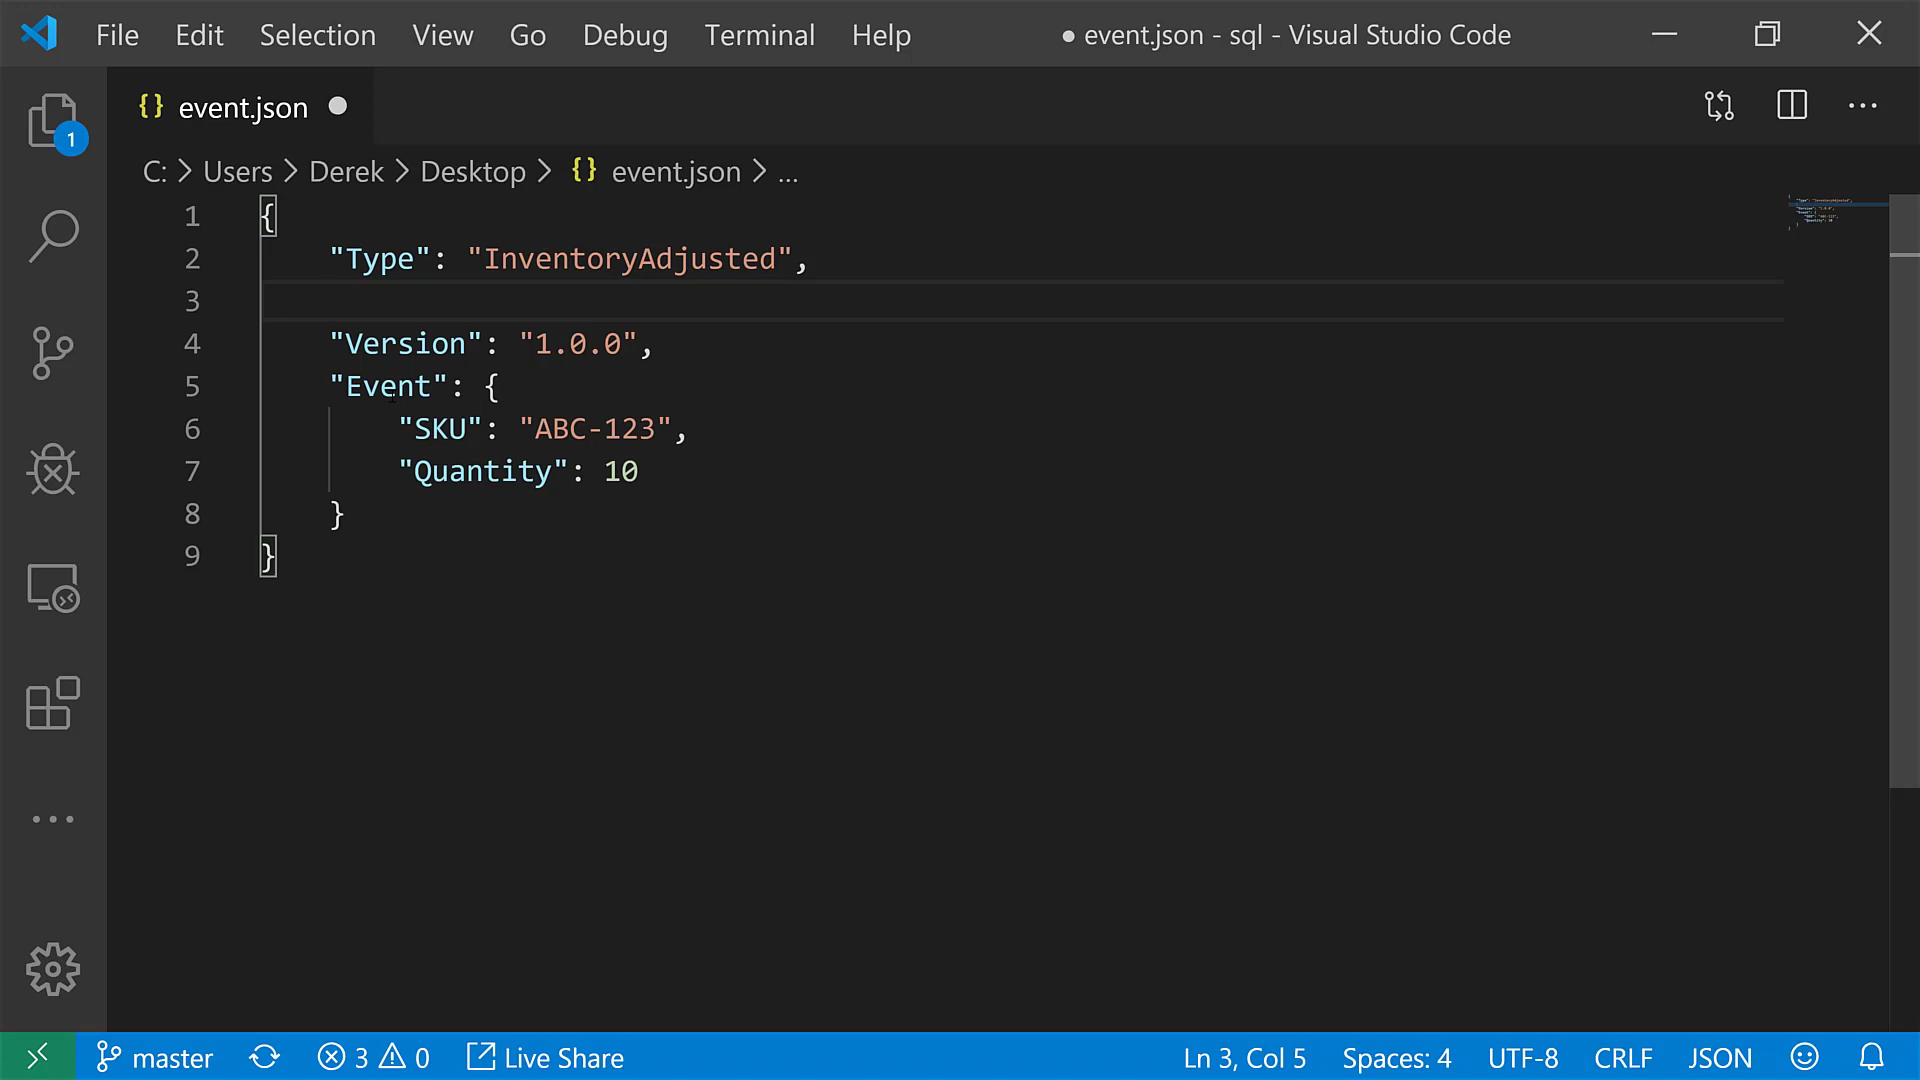 File Edit Selection View Go Debug Terminal Help ● event.json - sql - Visual Studio Code
{} event.json ●
1
C: > Users > Derek > Desktop > {} event.json > ...
1 {
2 "Type": "InventoryAdjusted",
3
4 "Version": "1.0.0",
5 "Event": {
6 "SKU": "ABC-123",
7 "Quantity": 10
8 }
9 }
master 3 0 Live Share Ln 3, Col 5 Spaces: 4 UTF-8 CRLF JSON